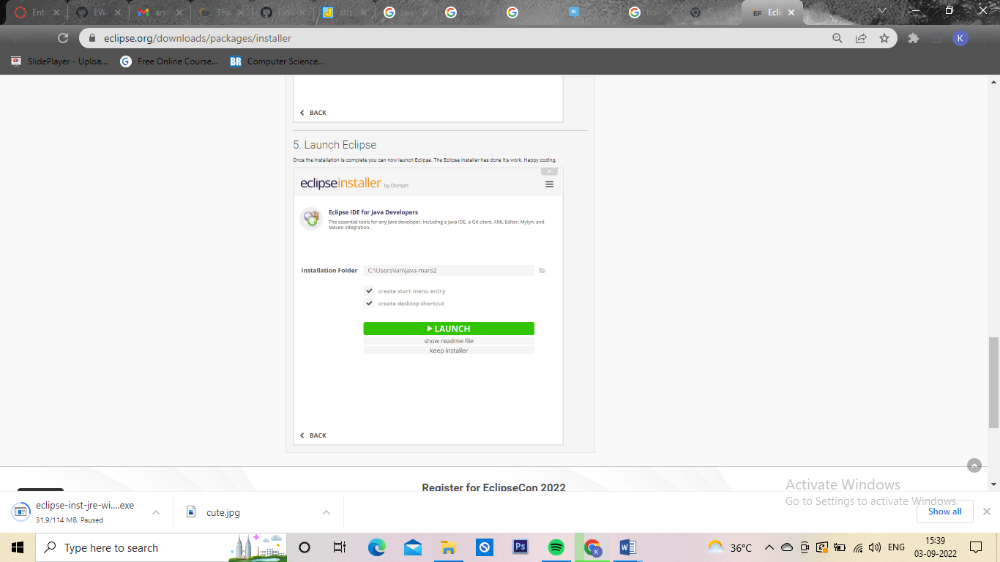 Ent
EW
arra
Tha
EW
stri
use
cut
ho
EF Ecli
eclipse.org/downloads/packages/installer
K
SlidePlayer - Uploa...
Free Online Course...
BR Computer Science...
BACK
5. Launch Eclipse
Once the installation is complete you can now launch Eclipse. The Eclipse Installer has done it's work. Happy coding.
eclipseinstaller by Oomph
Eclipse IDE for Java Developers
The essential tools for any Java developer, including a Java IDE, a Git client, XML Editor, Mylyn, and
Maven integration.
Installation Folder C:\Users\ian\java-mars2
create start menu entry
create desktop shortcut
LAUNCH
show readme file
keep installer
BACK
Register for EclipseCon 2022
Activate Windows
Go to Settings to activate Windows.
eclipse-inst-jre-wi....exe
31.9/114 MB, Paused
cute.jpg
Show all
Type here to search
Ps
K
W
36°C
ENG
15:39
03-09-2022